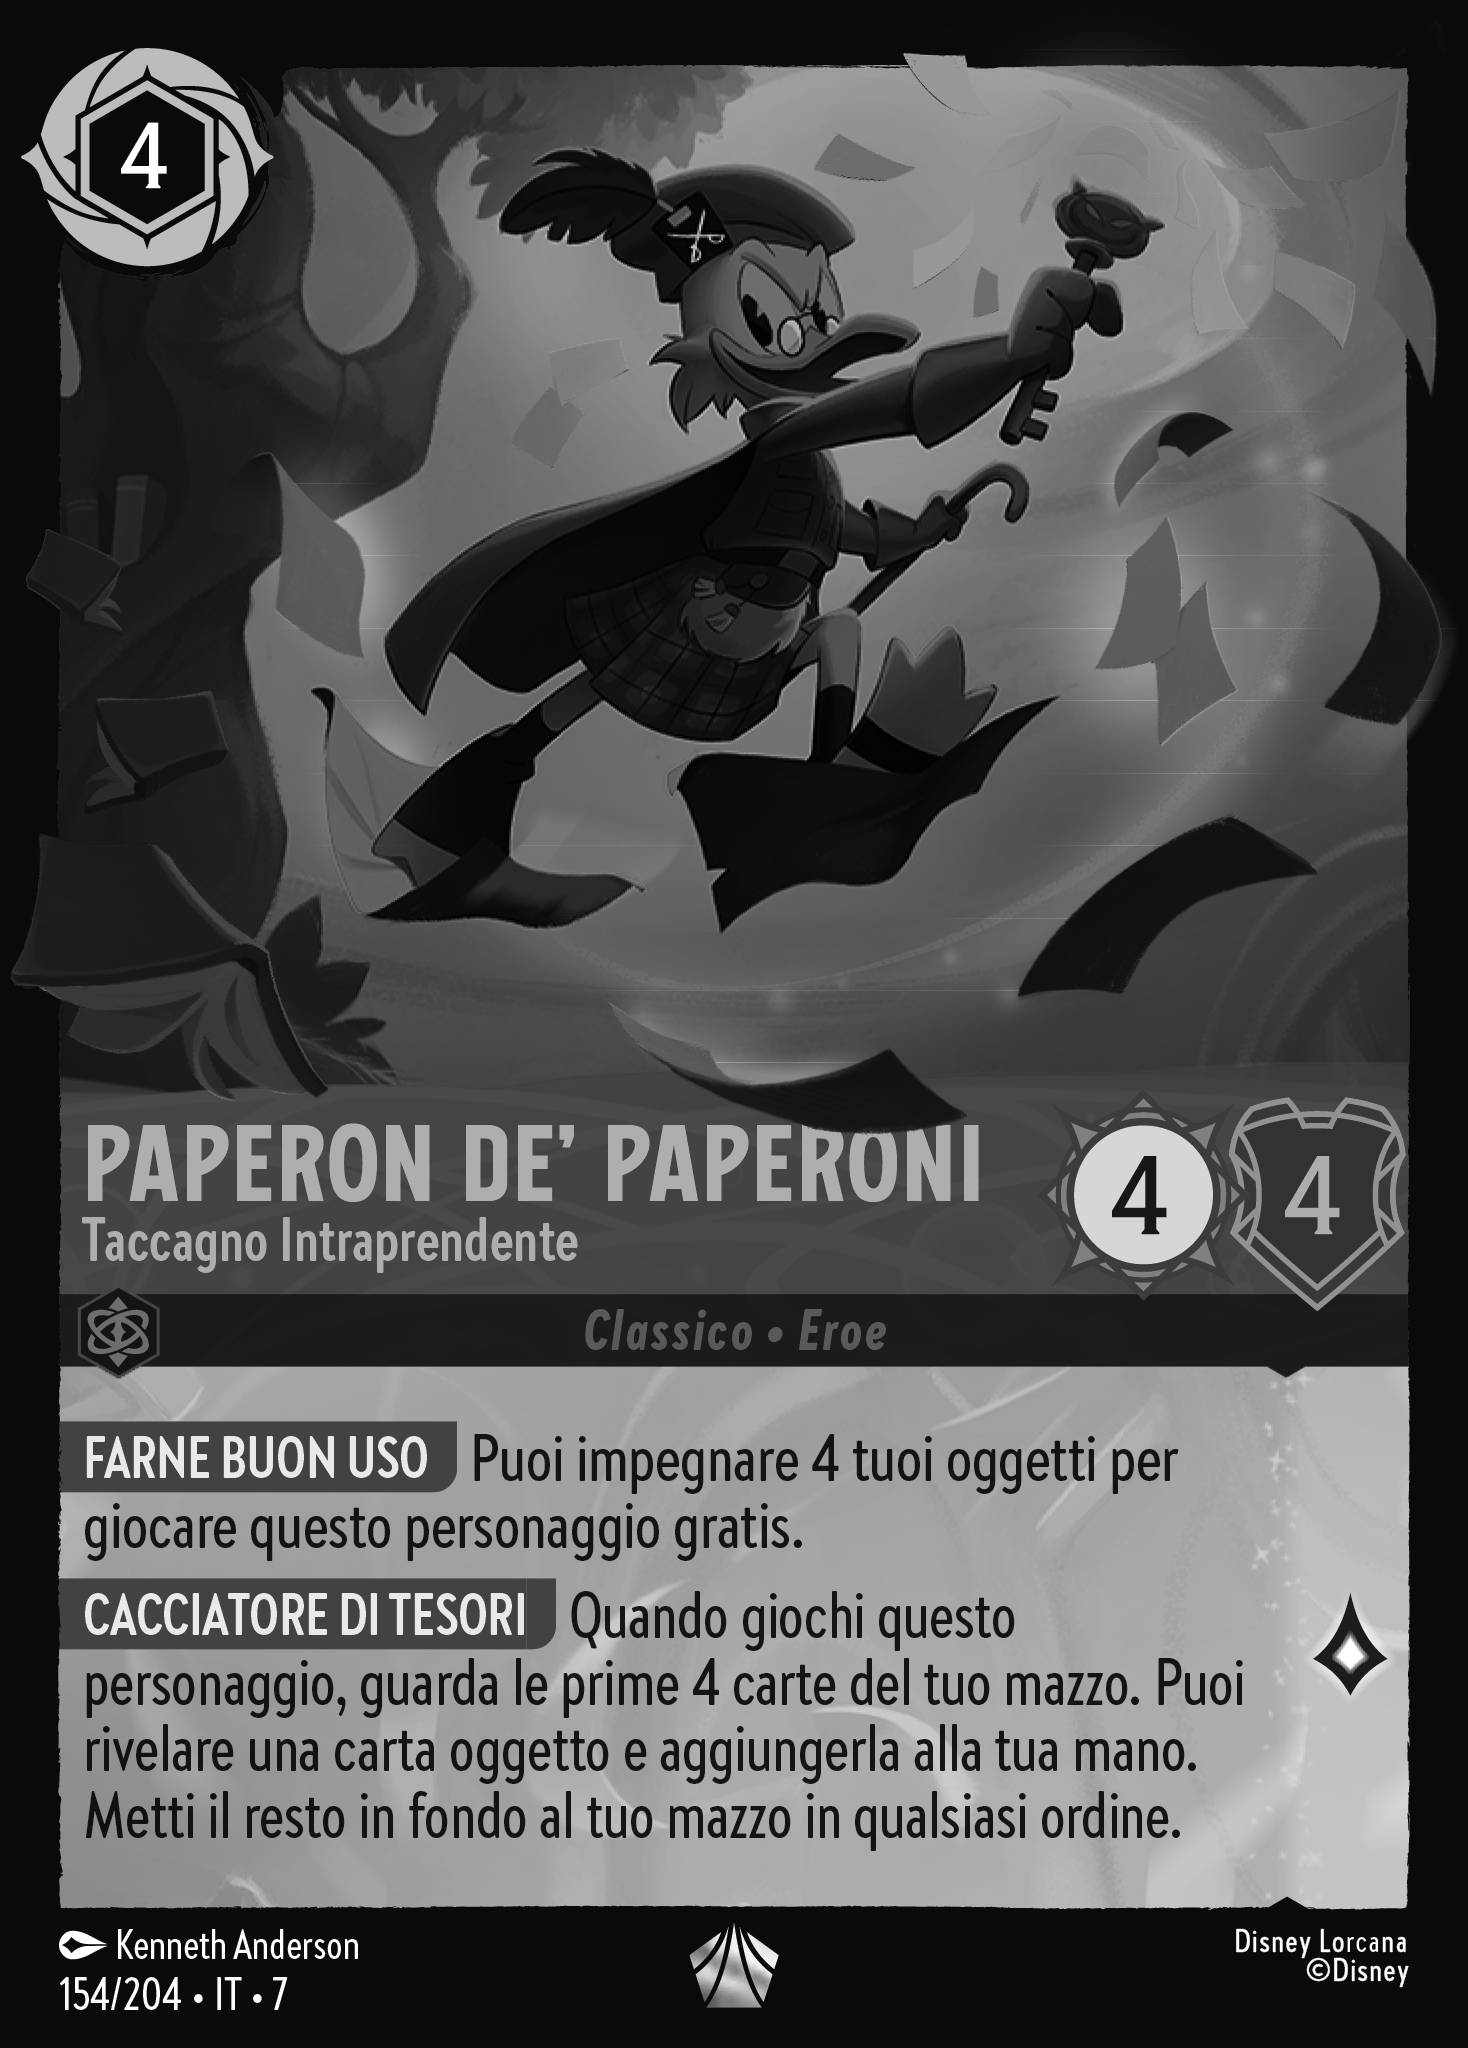 4
PAPERON DE' PAPERONI
Taccagno Intraprendente
4
4
Classico • Eroe
FARNE BUON USO Puoi impegnare 4 tuoi oggetti per
giocare questo personaggio gratis.
CACCIATORE DI TESORI Quando giochi questo
personaggio, guarda le prime 4 carte del tuo mazzo. Puoi
rivelare una carta oggetto e aggiungerla alla tua mano.
Metti il resto in fondo al tuo mazzo in qualsiasi ordine.
Kenneth Anderson
154/204 • IT • 7
Disney Lorcana
©Disney